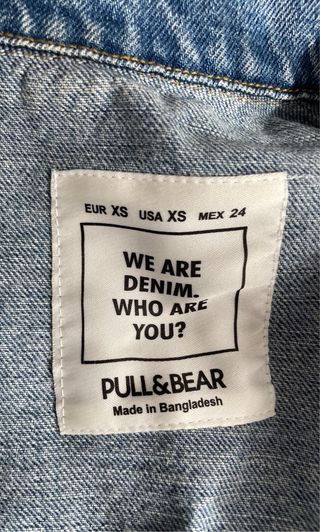 EUR XS USA XS MEX 24
WE ARE
DENIM.
WHO ARE
YOU?
PULL&BEAR
Made in Bangladesh